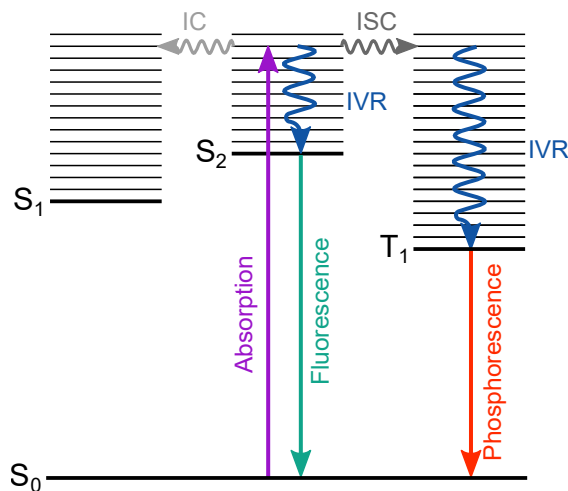 IC
ISC
IVR
S₂
IVR
S₁
T₁
Absorption
Fluorescence
Phosphorescence
S₀